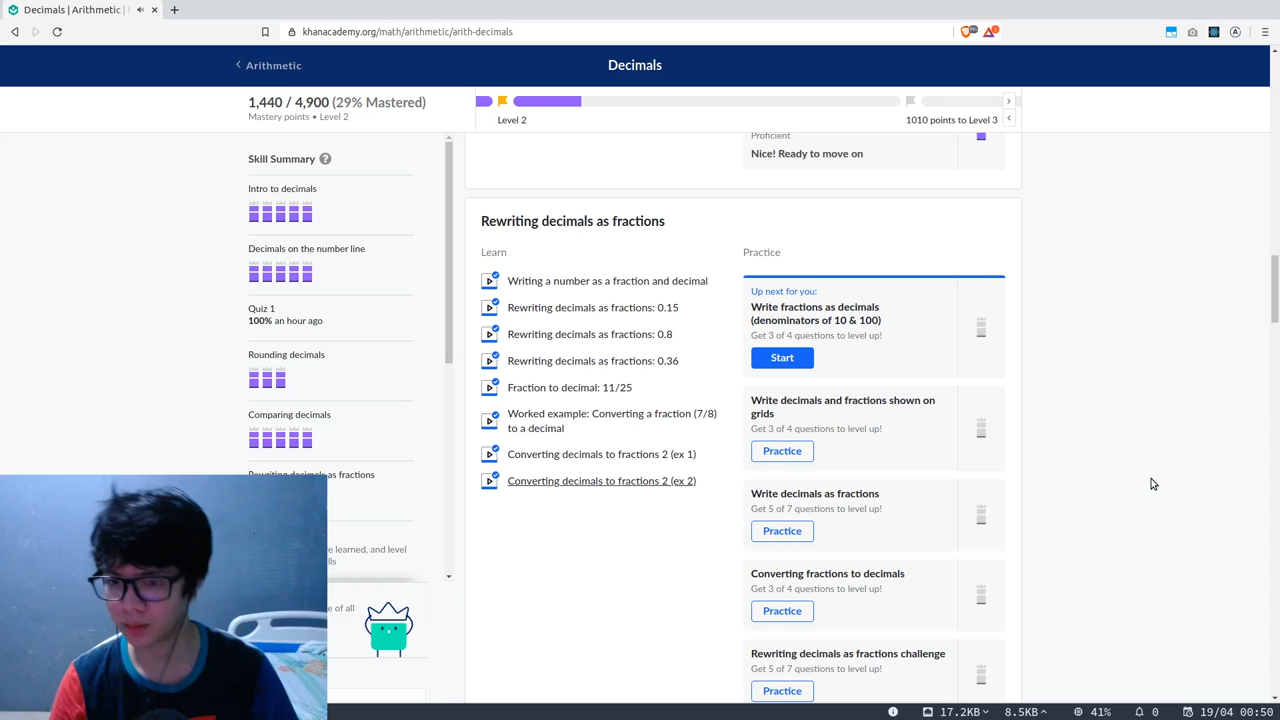 Decimals | Arithmetic |
khanacademy.org/math/arithmetic/arith-decimals
Arithmetic
Decimals
1,440 / 4,900 (29% Mastered)
Mastery points • Level 2
Level 2
1010 points to Level 3
Skill Summary
Intro to decimals
Decimals on the number line
Quiz 1
100% an hour ago
Rounding decimals
Comparing decimals
Rewriting decimals as fractions
e learned, and level
lls
e of all
Proficient
Nice! Ready to move on
Rewriting decimals as fractions
Learn
Writing a number as a fraction and decimal
Rewriting decimals as fractions: 0.15
Rewriting decimals as fractions: 0.8
Rewriting decimals as fractions: 0.36
Fraction to decimal: 11/25
Worked example: Converting a fraction (7/8)
to a decimal
Converting decimals to fractions 2 (ex 1)
Converting decimals to fractions 2 (ex 2)
Practice
Up next for you:
Write fractions as decimals
(denominators of 10 & 100)
Get 3 of 4 questions to level up!
Start
Write decimals and fractions shown on
grids
Get 3 of 4 questions to level up!
Practice
Write decimals as fractions
Get 5 of 7 questions to level up!
Practice
Converting fractions to decimals
Get 3 of 4 questions to level up!
Practice
Rewriting decimals as fractions challenge
Get 5 of 7 questions to level up!
Practice
17.2KB
8.5KB
41%
0
19/04 00:50